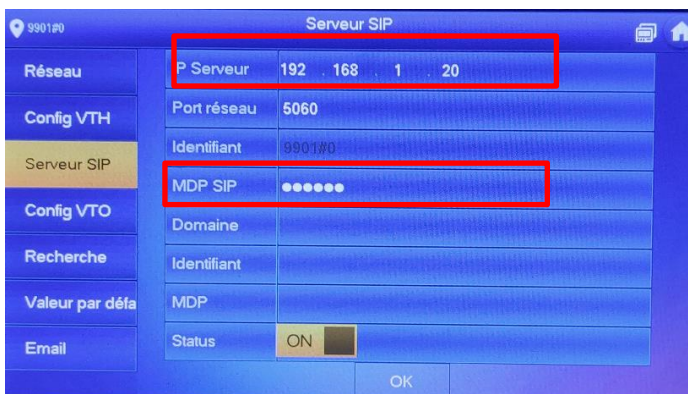 9901#0
Serveur SIP
Réseau
Config VTH
Serveur SIP
Config VTO
Recherche
Valeur par défa
Email
IP Serveur 192 . 168 . 1 . 20
Port réseau 5060
Identifiant 9901#0
MDP SIP ●●●●●●
Domaine
Identifiant
MDP
Status ON
OK